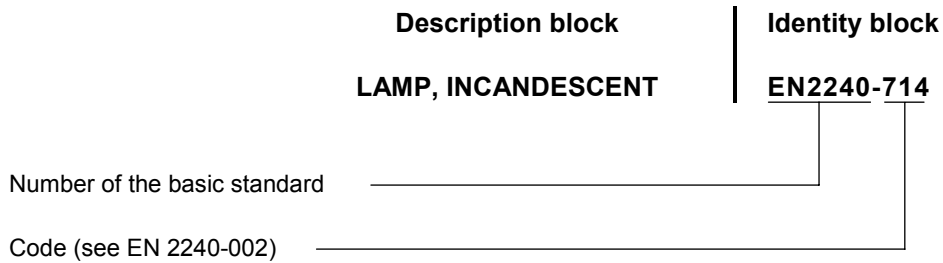 Description block Identity block
LAMP, INCANDESCENT EN2240-714
Number of the basic standard
Code (see EN 2240-002)